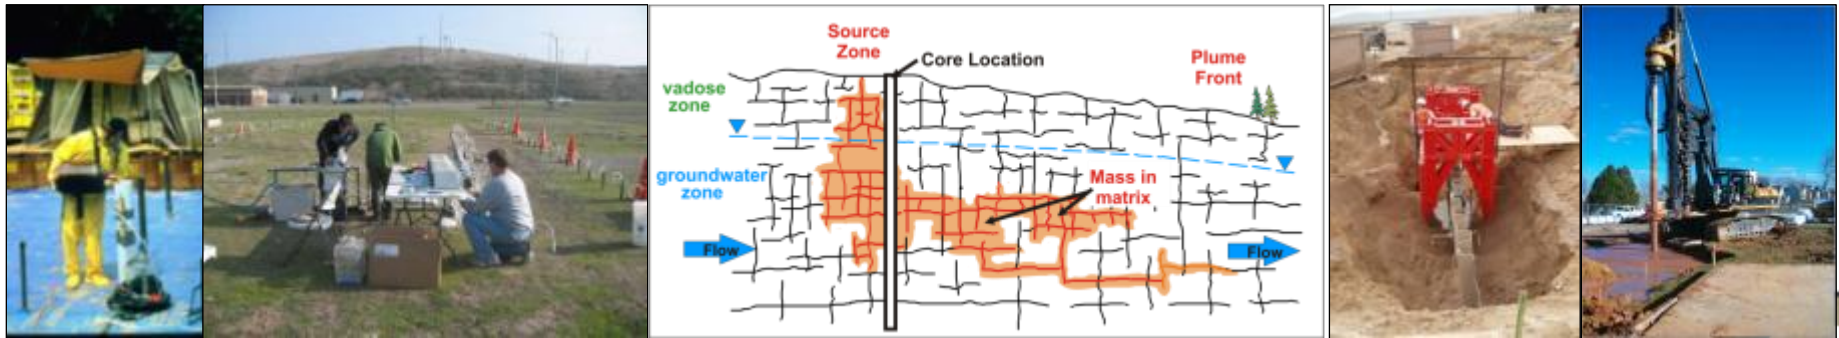 Source
Zone
Core Location
Plume
Front
vadose
zone
groundwater
zone
Mass in
matrix
Flow
Flow